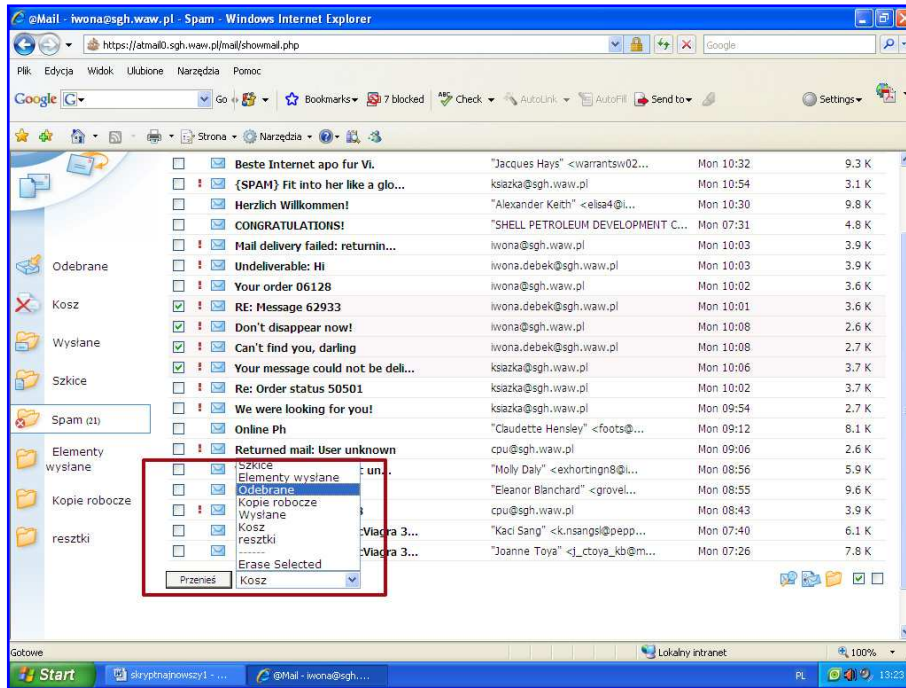 @Mail - iwona@sgh.waw.pl - Spam - Windows Internet Explorer
https://atmail0.sgh.waw.pl/mail/showmail.php
Google
Plik Edycja Widok Ulubione Narzędzia Pomoc
Google G Go Bookmarks 7 blocked Check AutoLink AutoFill Send to Settings
Strona Narzędzia
Beste Internet apo fur Vi. "Jacques Hays" <warrantsw02... Mon 10:32 9.3 K
! {SPAM} Fit into her like a glo... ksiazka@sgh.waw.pl Mon 10:54 3.1 K
Herzlich Willkommen! "Alexander Keith" <elisa4@i... Mon 10:30 9.8 K
CONGRATULATIONS! "SHELL PETROLEUM DEVELOPMENT C... Mon 07:31 4.8 K
! Mail delivery failed: returnin... iwona@sgh.waw.pl Mon 10:03 3.9 K
Odebrane
! Undeliverable: Hi iwona.debek@sgh.waw.pl Mon 10:03 3.9 K
! Your order 06128 iwona@sgh.waw.pl Mon 10:02 3.6 K
Kosz
! RE: Message 62933 iwona.debek@sgh.waw.pl Mon 10:01 3.6 K
! Don't disappear now! iwona@sgh.waw.pl Mon 10:08 2.6 K
Wysłane
! Can't find you, darling iwona.debek@sgh.waw.pl Mon 10:08 2.7 K
! Your message could not be deli... ksiazka@sgh.waw.pl Mon 10:06 3.7 K
Szkice
! Re: Order status 50501 ksiazka@sgh.waw.pl Mon 10:02 3.7 K
! We were looking for you! ksiazka@sgh.waw.pl Mon 09:54 2.7 K
Spam (21)
Online Ph "Claudette Hensley" <foots@... Mon 09:12 8.1 K
! Returned mail: User unknown cpu@sgh.waw.pl Mon 09:06 2.6 K
Elementy wysłane
un... "Molly Daly" <exhortingn8@i... Mon 08:56 5.9 K
"Eleanor Blanchard" <grovel... Mon 08:55 9.6 K
Kopie robocze
! cpu@sgh.waw.pl Mon 08:43 3.9 K
cViagra 3... "Kaci Sang" <k.nsangsl@pepp... Mon 07:40 6.1 K
resztki
cViagra 3... "Joanne Toya" <j_ctoya_kb@m... Mon 07:26 7.8 K
Szkice
Elementy wysłane
Odebrane
Kopie robocze
Wysłane
Kosz
resztki
------
Erase Selected
Przenieś Kosz
Gotowe Lokalny intranet 100%
Start skryptnajnowszy1 - ... @Mail - iwona@sgh.... PL 13:23